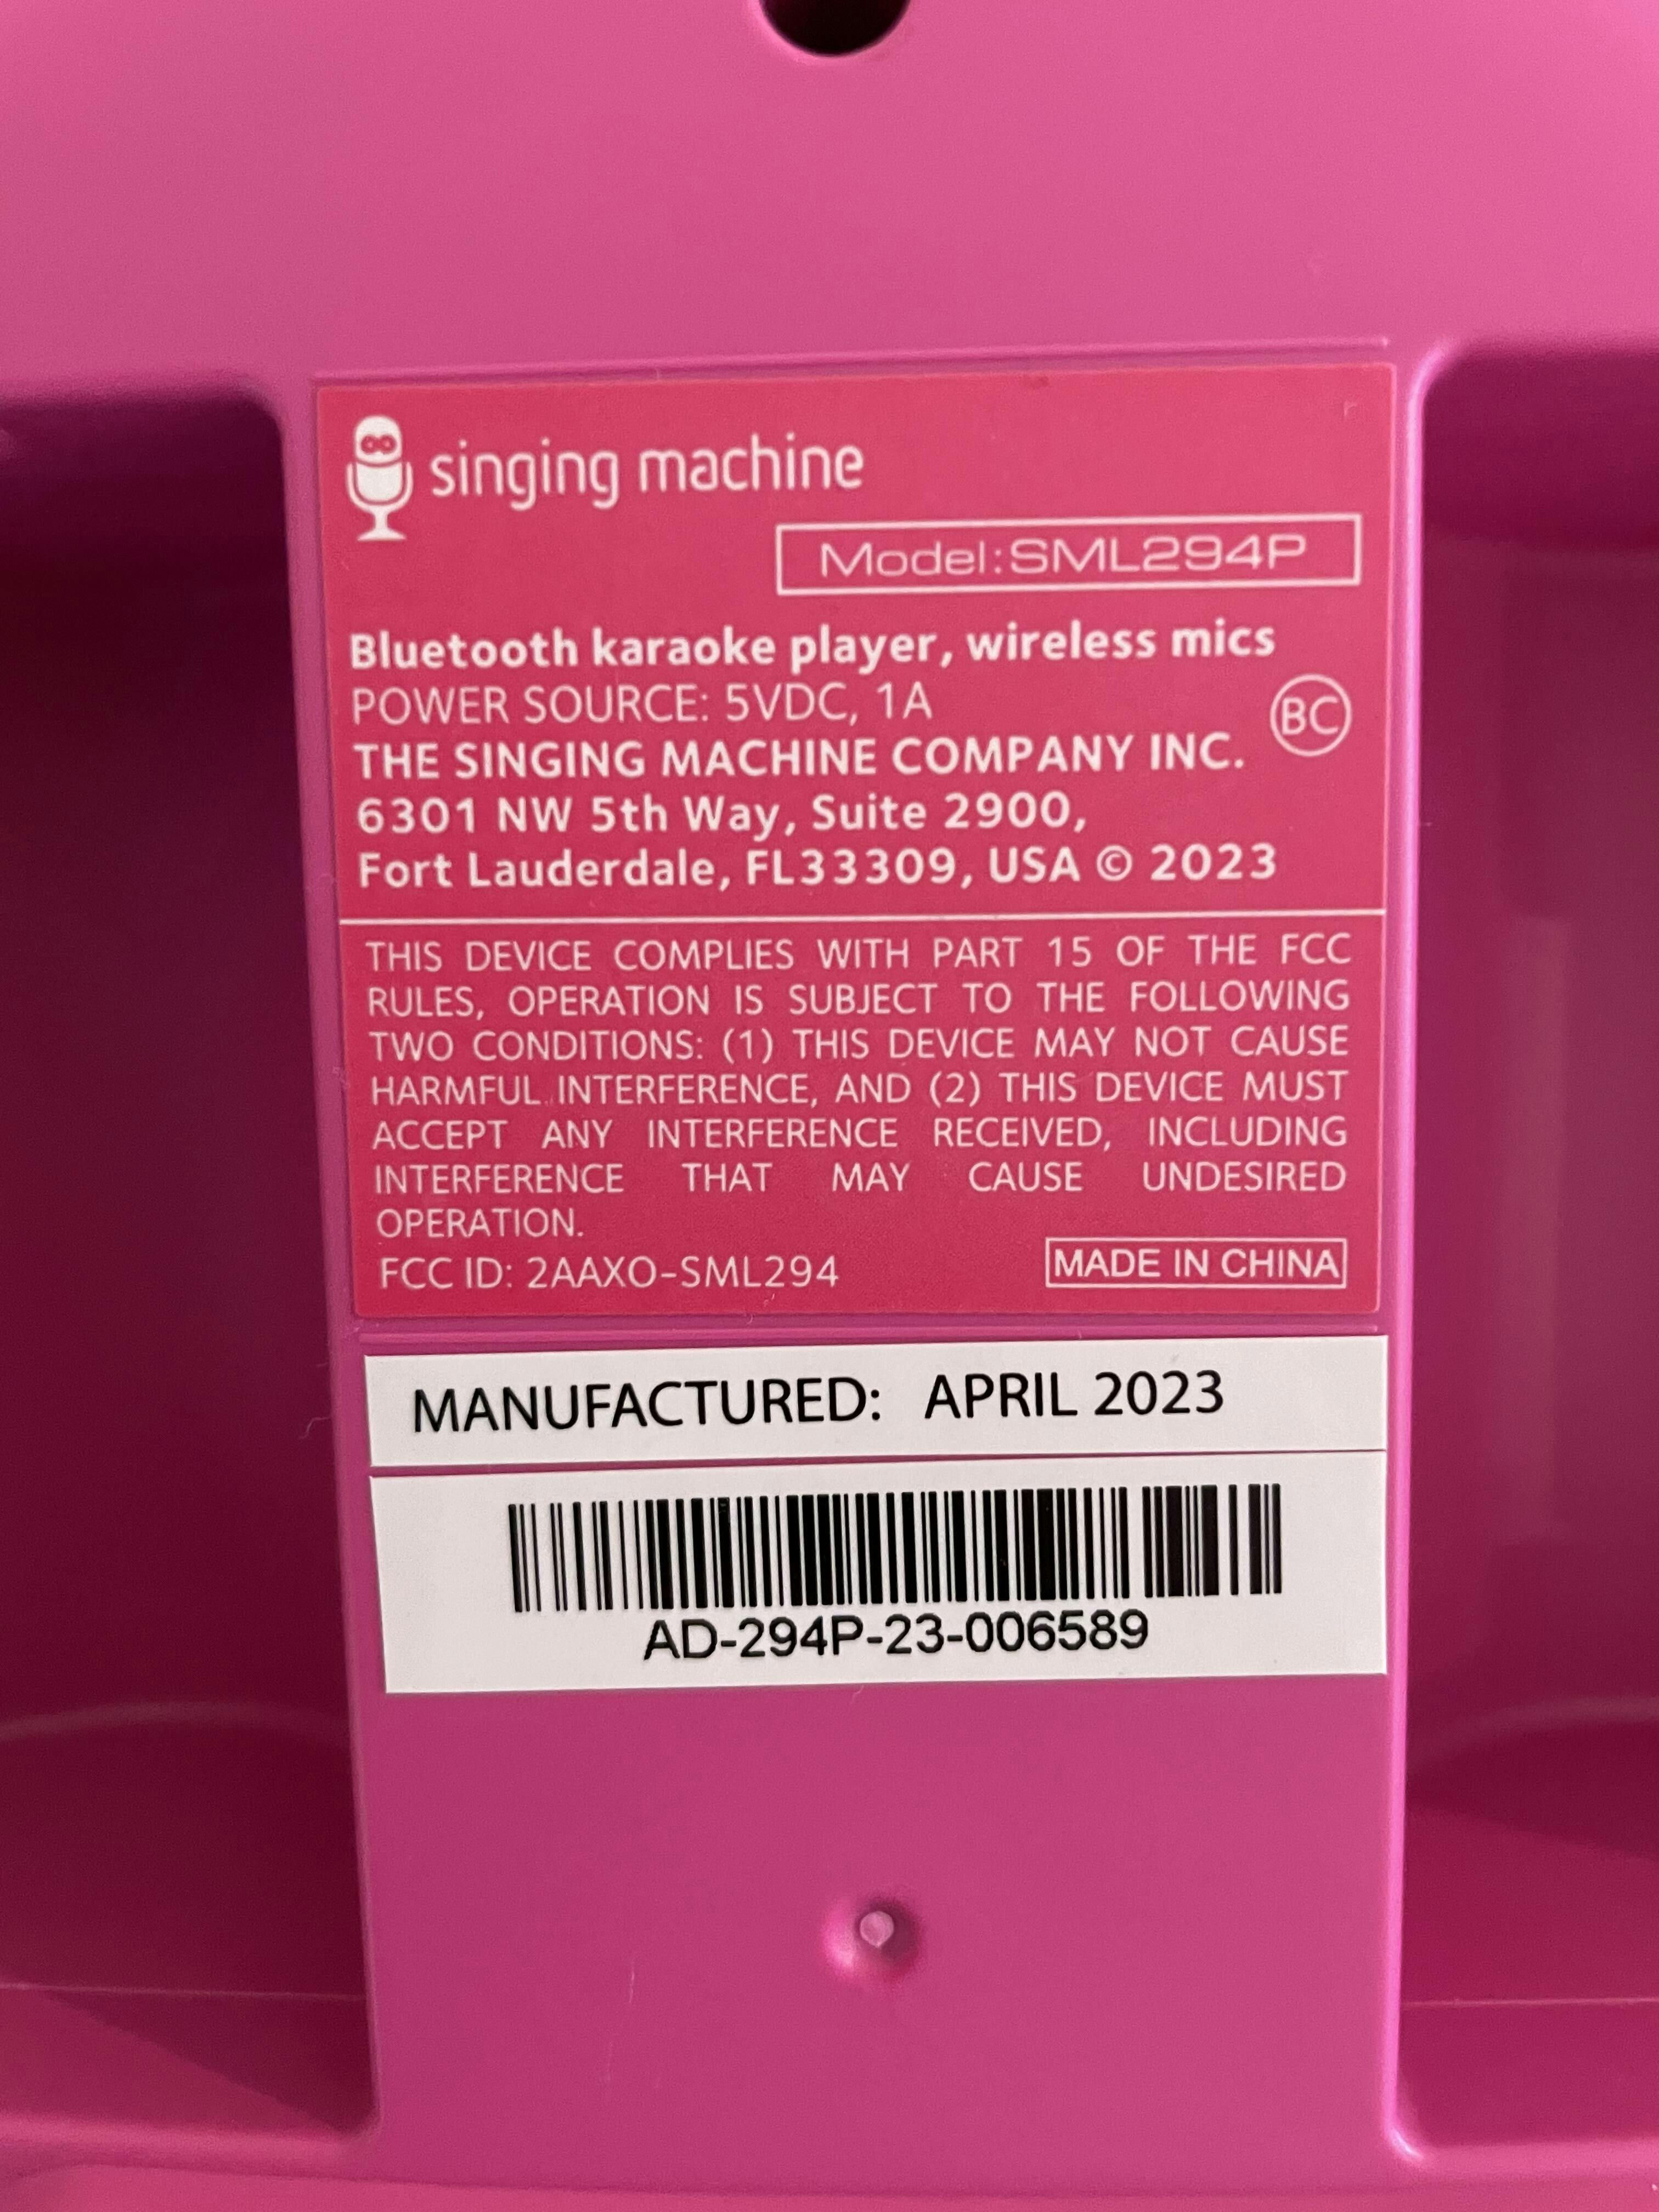 singing machine
Model:SML294P
Bluetooth karaoke player, wireless mics
POWER SOURCE: 5VDC, 1A
BC
THE SINGING MACHINE COMPANY INC.
6301 NW 5th Way, Suite 2900,
Fort Lauderdale, FL33309, USA © 2023
THIS DEVICE COMPLIES WITH PART 15 OF THE FCC
RULES, OPERATION IS SUBJECT TO THE FOLLOWING
TWO CONDITIONS: (1) THIS DEVICE MAY NOT CAUSE
HARMFUL INTERFERENCE, AND (2) THIS DEVICE MUST
ACCEPT ANY INTERFERENCE RECEIVED, INCLUDING
INTERFERENCE THAT MAY CAUSE UNDESIRED
OPERATION.
FCC ID: 2AAXO-SML294
MADE IN CHINA
MANUFACTURED: APRIL 2023
AD-294P-23-006589